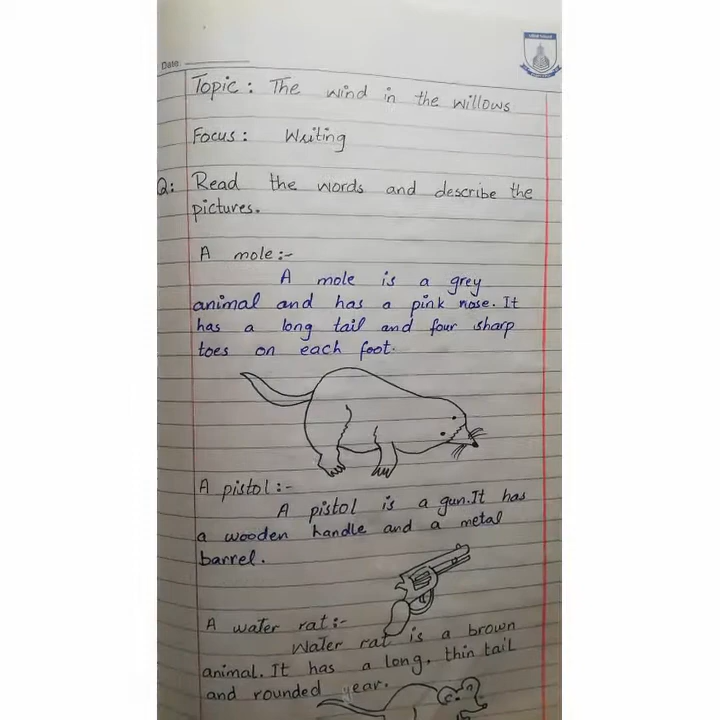 Date:
Topic : The wind in the willows
Focus : Writing
Q: Read the words and describe the
pictures.
A mole :-
A mole is a grey
animal and has a pink nose. It
has a long tail and four sharp
toes on each foot.
A pistol :-
A pistol is a gun. It has
a wooden handle and a metal
barrel.
A water rat :-
Water rat is a brown
animal. It has a long, thin tail
and rounded year.